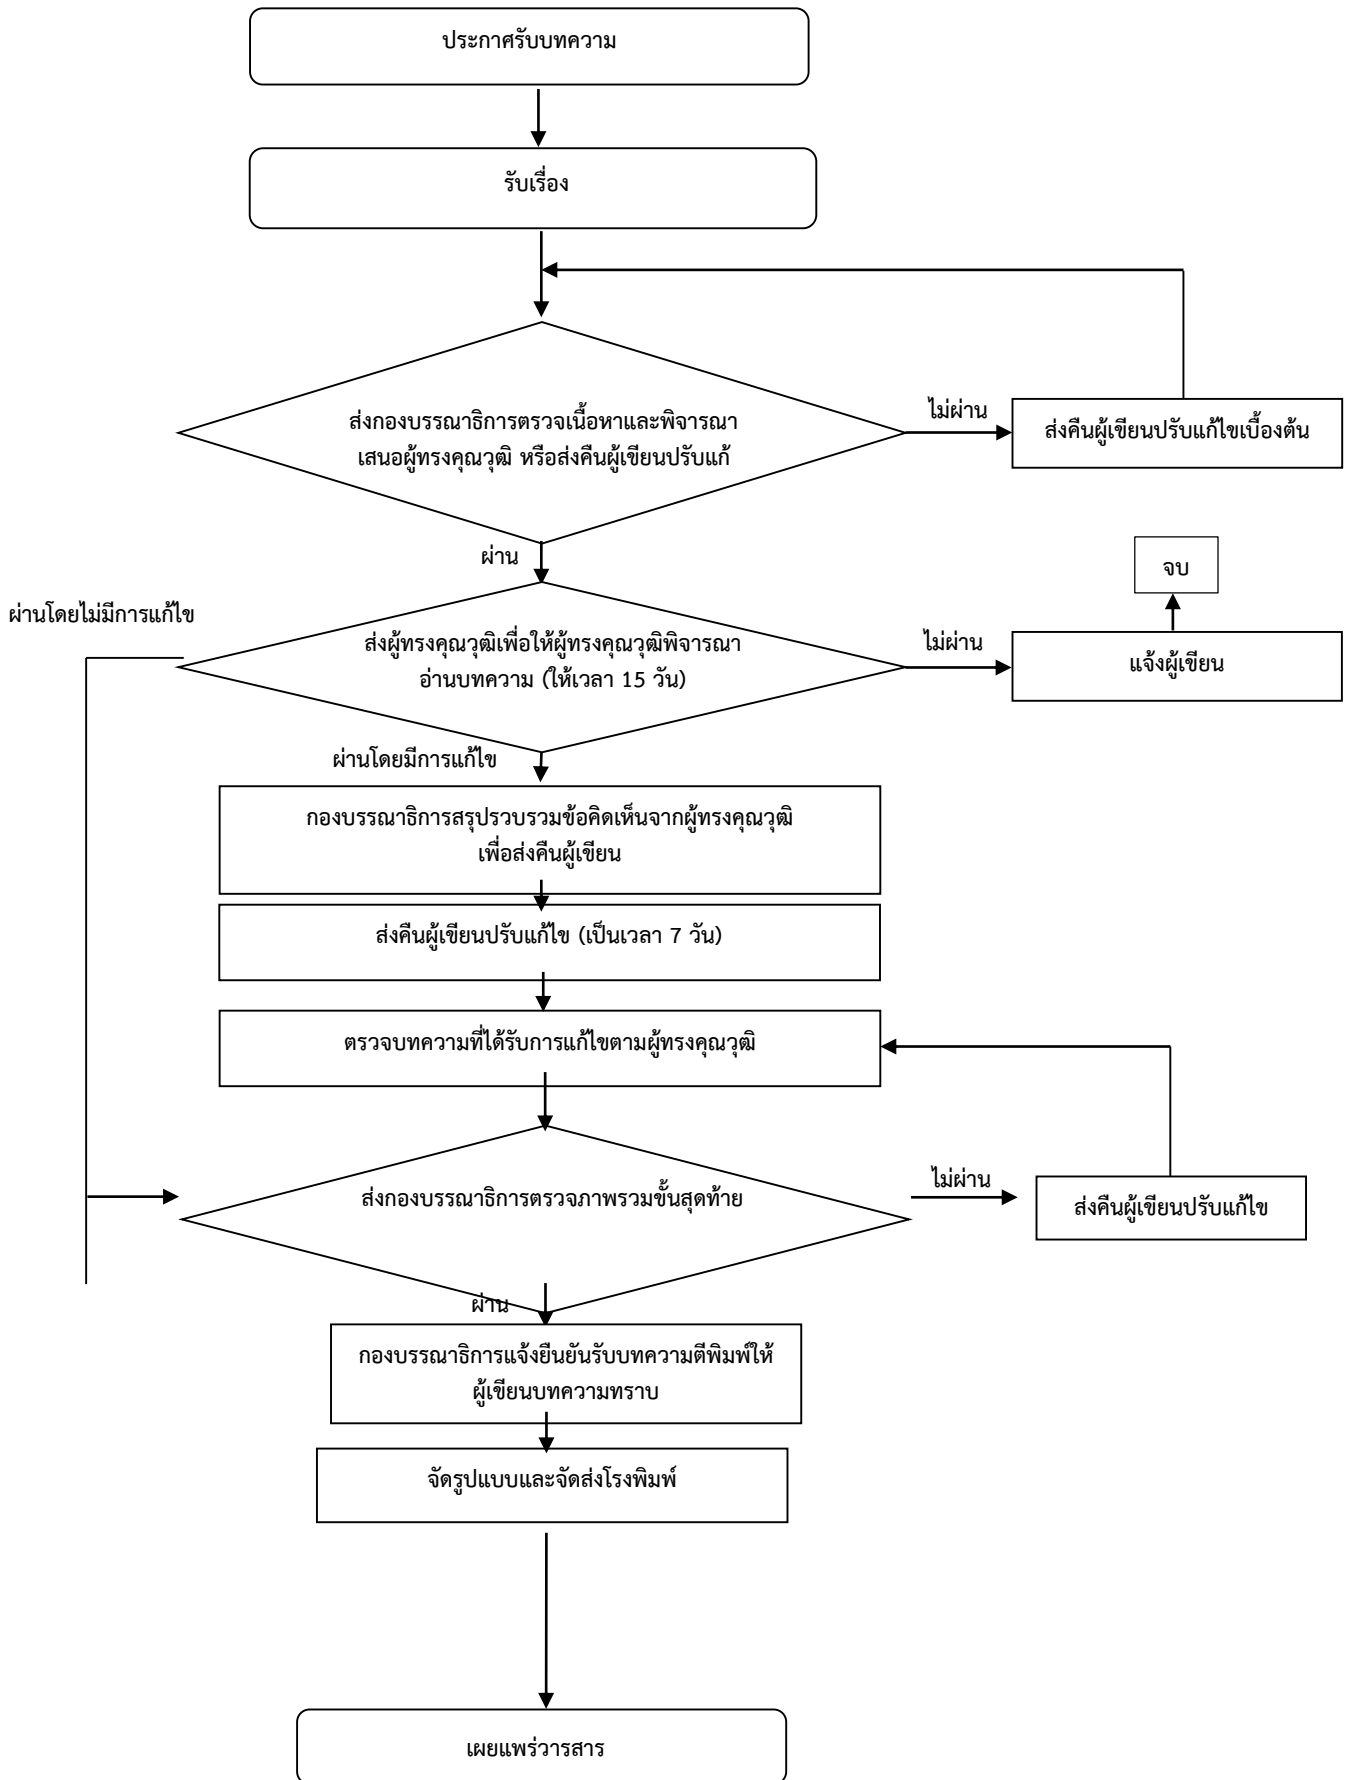 ประกาศรับบทความ
รับเรื่อง
ส่งกองบรรณาธิการตรวจเนื้อหาและพิจารณา
เสนอผู้ทรงคุณวุฒิ หรือส่งคืนผู้เขียนปรับแก้
ไม่ผ่าน
ส่งคืนผู้เขียนปรับแก้ไขเบื้องต้น
ผ่าน
จบ
ผ่านโดยไม่มีการแก้ไข
ส่งผู้ทรงคุณวุฒิเพื่อให้ผู้ทรงคุณวุฒิพิจารณา
อ่านบทความ (ให้เวลา 15 วัน)
ไม่ผ่าน
แจ้งผู้เขียน
ผ่านโดยมีการแก้ไข
กองบรรณาธิการสรุปรวบรวมข้อคิดเห็นจากผู้ทรงคุณวุฒิ
เพื่อส่งคืนผู้เขียน
ส่งคืนผู้เขียนปรับแก้ไข (เป็นเวลา 7 วัน)
ตรวจบทความที่ได้รับการแก้ไขตามผู้ทรงคุณวุฒิ
ส่งกองบรรณาธิการตรวจภาพรวมขั้นสุดท้าย
ไม่ผ่าน
ส่งคืนผู้เขียนปรับแก้ไข
ผ่าน
กองบรรณาธิการแจ้งยืนยันรับบทความตีพิมพ์ให้
ผู้เขียนบทความทราบ
จัดรูปแบบและจัดส่งโรงพิมพ์
เผยแพร่วารสาร